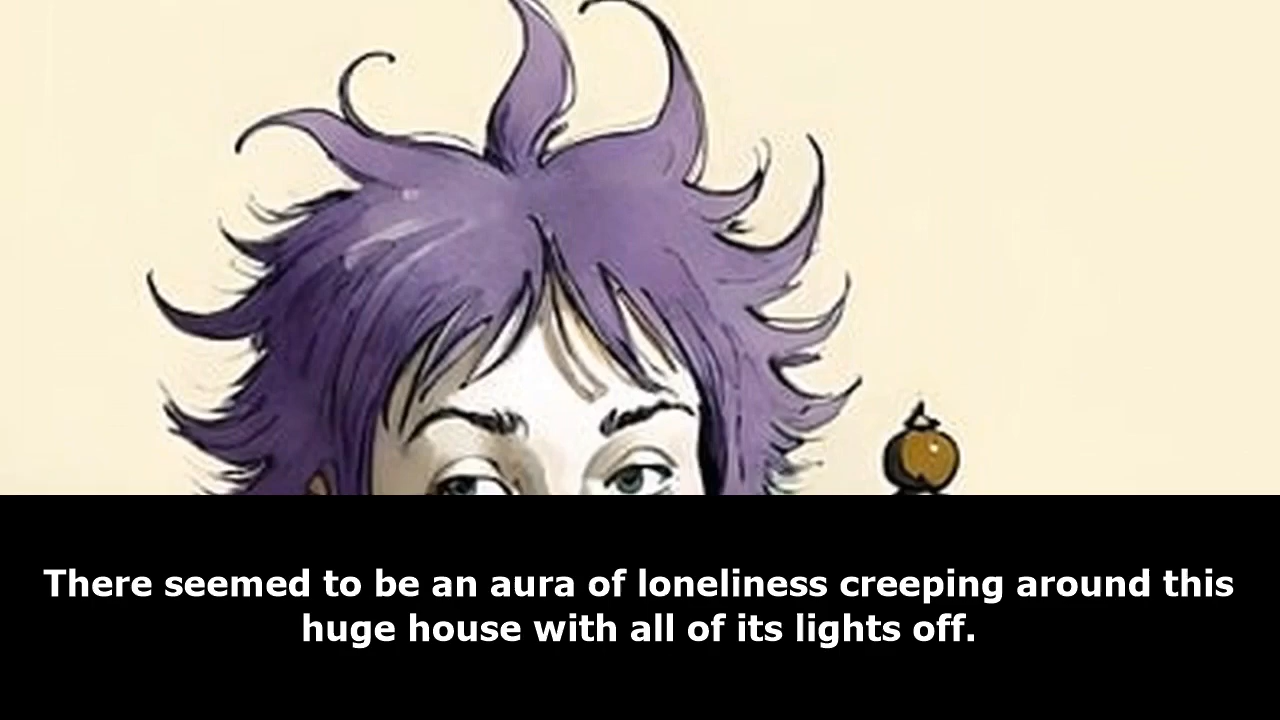 There seemed to be an aura of loneliness creeping around this
huge house with all of its lights off.